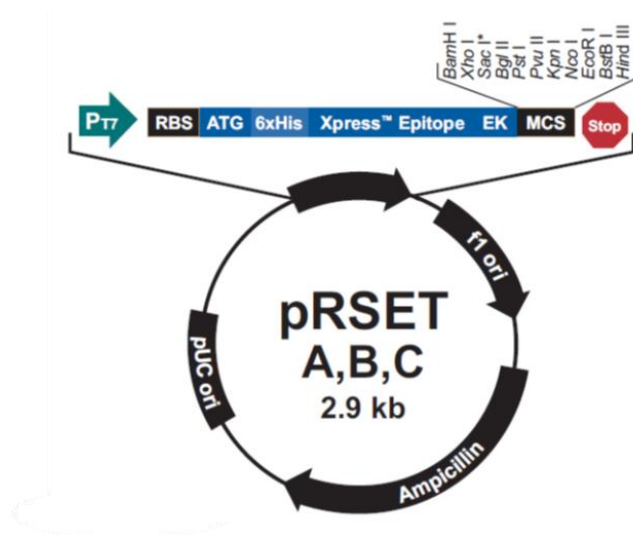 BamH I
Xho I
Sac I*
Bgl II
Pst I
Pvu II
Kpn I
Nco I
EcoR I
BstB I
Hind III
PT7
RBS ATG 6xHis Xpress™ Epitope EK MCS Stop
f1 ori
pRSET
A,B,C
2.9 kb
pUC ori
Ampicillin